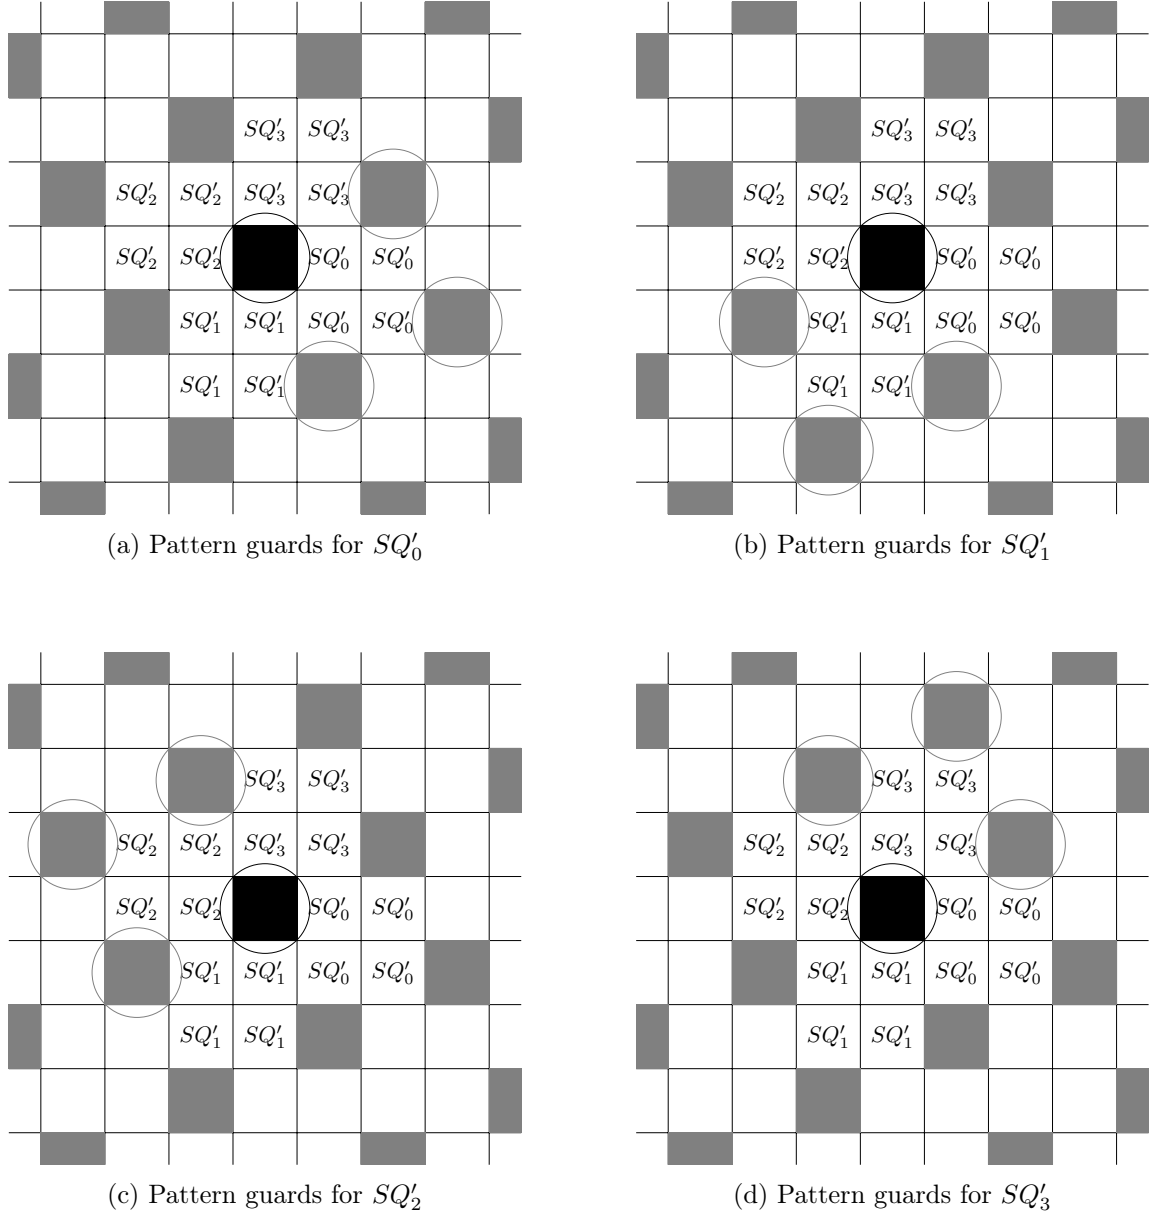 SQ′₃ SQ′₃ SQ′₃ SQ′₃
SQ′₂ SQ′₂ SQ′₃ SQ′₃ SQ′₂ SQ′₂ SQ′₃ SQ′₃
SQ′₂ SQ′₂ SQ′₀ SQ′₀ SQ′₂ SQ′₂ SQ′₀ SQ′₀
SQ′₁ SQ′₁ SQ′₀ SQ′₀ SQ′₁ SQ′₁ SQ′₀ SQ′₀
SQ′₁ SQ′₁ SQ′₁ SQ′₁
(a) Pattern guards for SQ′₀ (b) Pattern guards for SQ′₁
SQ′₃ SQ′₃ SQ′₃ SQ′₃
SQ′₂ SQ′₂ SQ′₃ SQ′₃ SQ′₂ SQ′₂ SQ′₃ SQ′₃
SQ′₂ SQ′₂ SQ′₀ SQ′₀ SQ′₂ SQ′₂ SQ′₀ SQ′₀
SQ′₁ SQ′₁ SQ′₀ SQ′₀ SQ′₁ SQ′₁ SQ′₀ SQ′₀
SQ′₁ SQ′₁ SQ′₁ SQ′₁
(c) Pattern guards for SQ′₂ (d) Pattern guards for SQ′₃